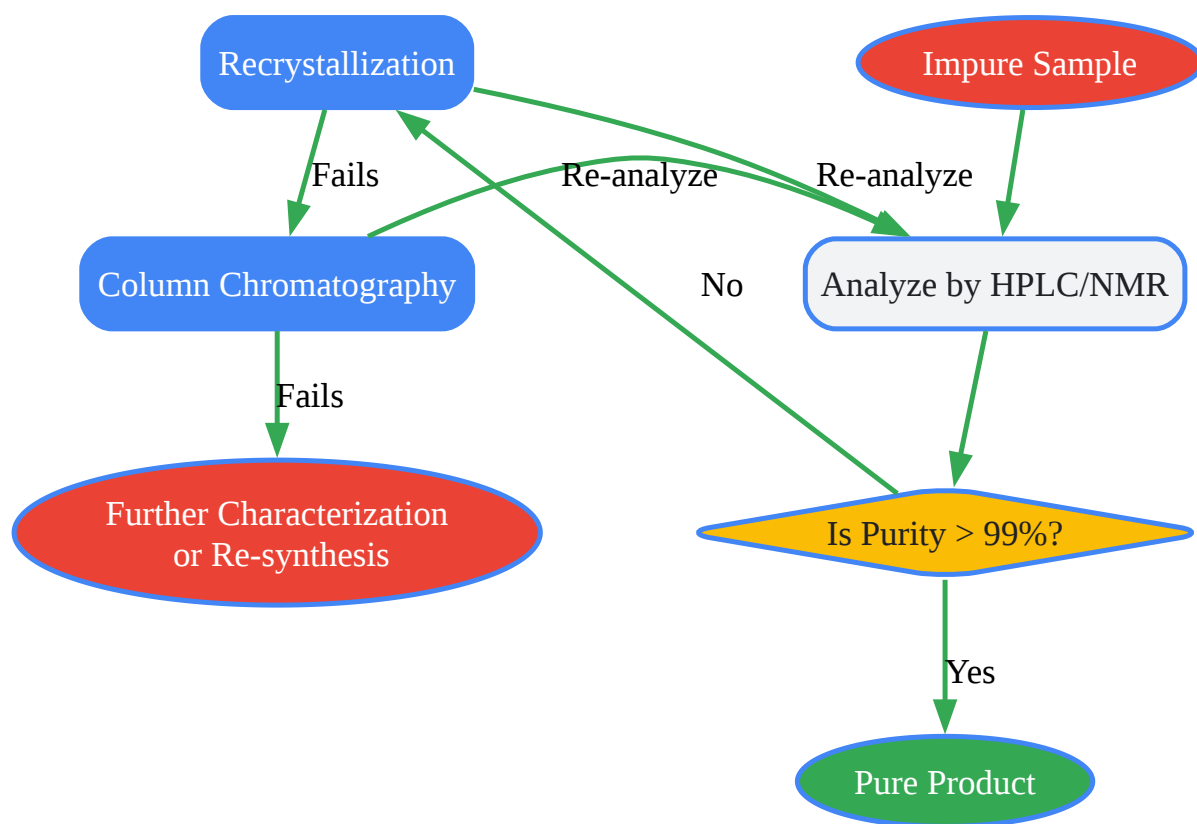 Recrystallization
Impure Sample
Fails
Re-analyze
Re-analyze
Column Chromatography
No
Analyze by HPLC/NMR
Fails
Further Characterization
or Re-synthesis
Is Purity > 99%?
Yes
Pure Product